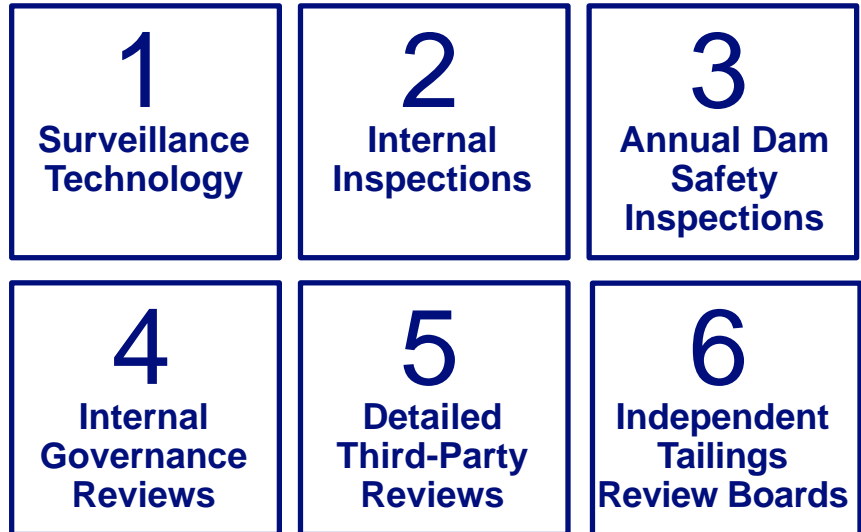 1
Surveillance
Technology
2
Internal
Inspections
3
Annual Dam
Safety
Inspections
4
Internal
Governance
Reviews
5
Detailed
Third-Party
Reviews
6
Independent
Tailings
Review Boards